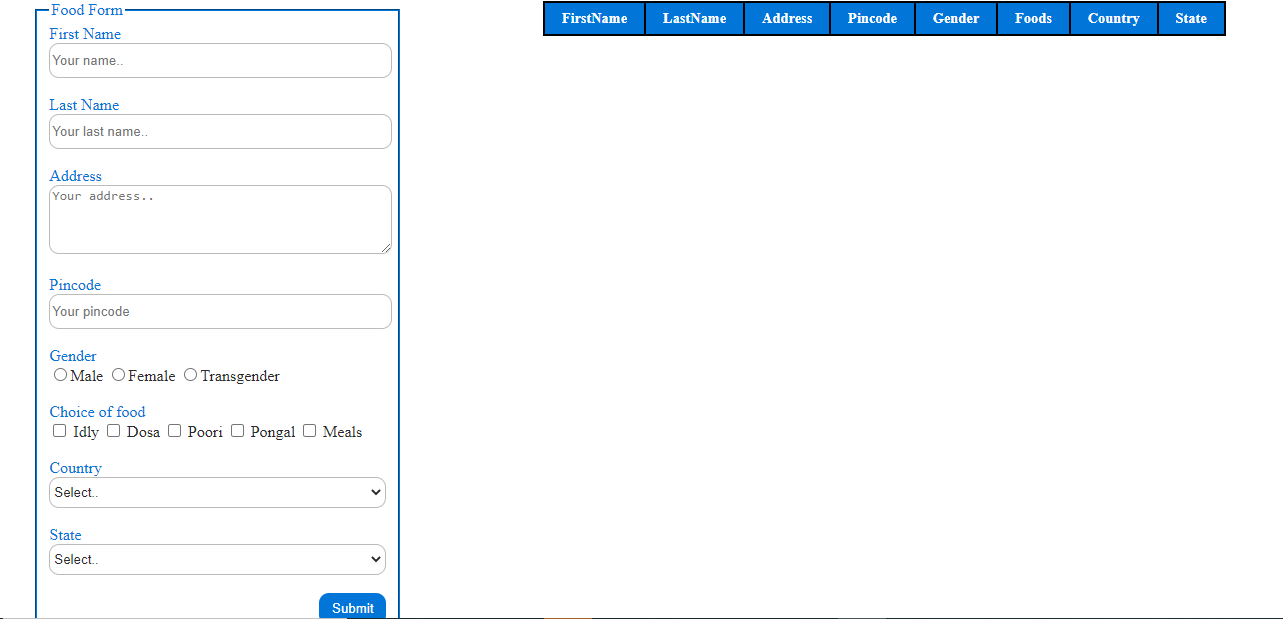 Food Form
First Name
Your name..
Last Name
Your last name..
Address
Your address..
Pincode
Your pincode
Gender
Male Female Transgender
Choice of food
Idly Dosa Poori Pongal Meals
Country
Select..
State
Select..
Submit
FirstName LastName Address Pincode Gender Foods Country State